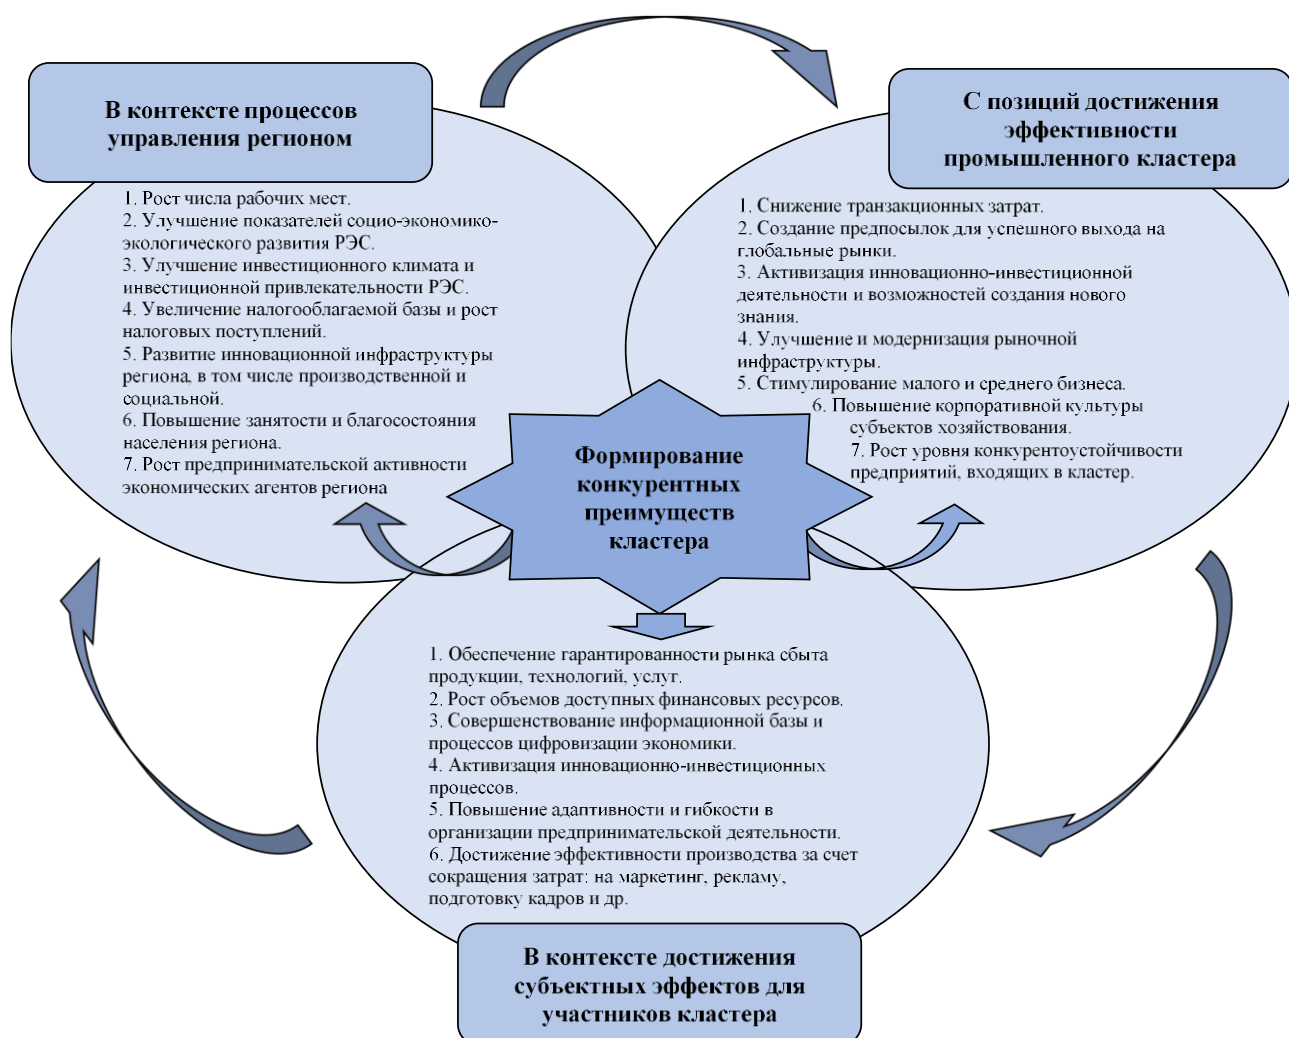 В контексте процессов
управления регионом
1. Рост числа рабочих мест.
2. Улучшение показателей социо-экономико-
экологического развития РЭС.
3. Улучшение инвестиционного климата и
инвестиционной привлекательности РЭС.
4. Увеличение налогооблагаемой базы и рост
налоговых поступлений.
5. Развитие инновационной инфраструктуры
региона, в том числе производственной и
социальной.
6. Повышение занятости и благосостояния
населения региона.
7. Рост предпринимательской активности
экономических агентов региона
С позиций достижения
эффективности
промышленного кластера
1. Снижение транзакционных затрат.
2. Создание предпосылок для успешного выхода на
глобальные рынки.
3. Активизация инновационно-инвестиционной
деятельности и возможностей создания нового
знания.
4. Улучшение и модернизация рыночной
инфраструктуры.
5. Стимулирование малого и среднего бизнеса.
6. Повышение корпоративной культуры
субъектов хозяйствования.
7. Рост уровня конкурентоустойчивости
предприятий, входящих в кластер.
Формирование
конкурентных
преимуществ
кластера
1. Обеспечение гарантированности рынка сбыта
продукции, технологий, услуг.
2. Рост объемов доступных финансовых ресурсов.
3. Совершенствование информационной базы и
процессов цифровизации экономики.
4. Активизация инновационно-инвестиционных
процессов.
5. Повышение адаптивности и гибкости в
организации предпринимательской деятельности.
6. Достижение эффективности производства за счет
сокращения затрат: на маркетинг, рекламу,
подготовку кадров и др.
В контексте достижения
субъектных эффектов для
участников кластера